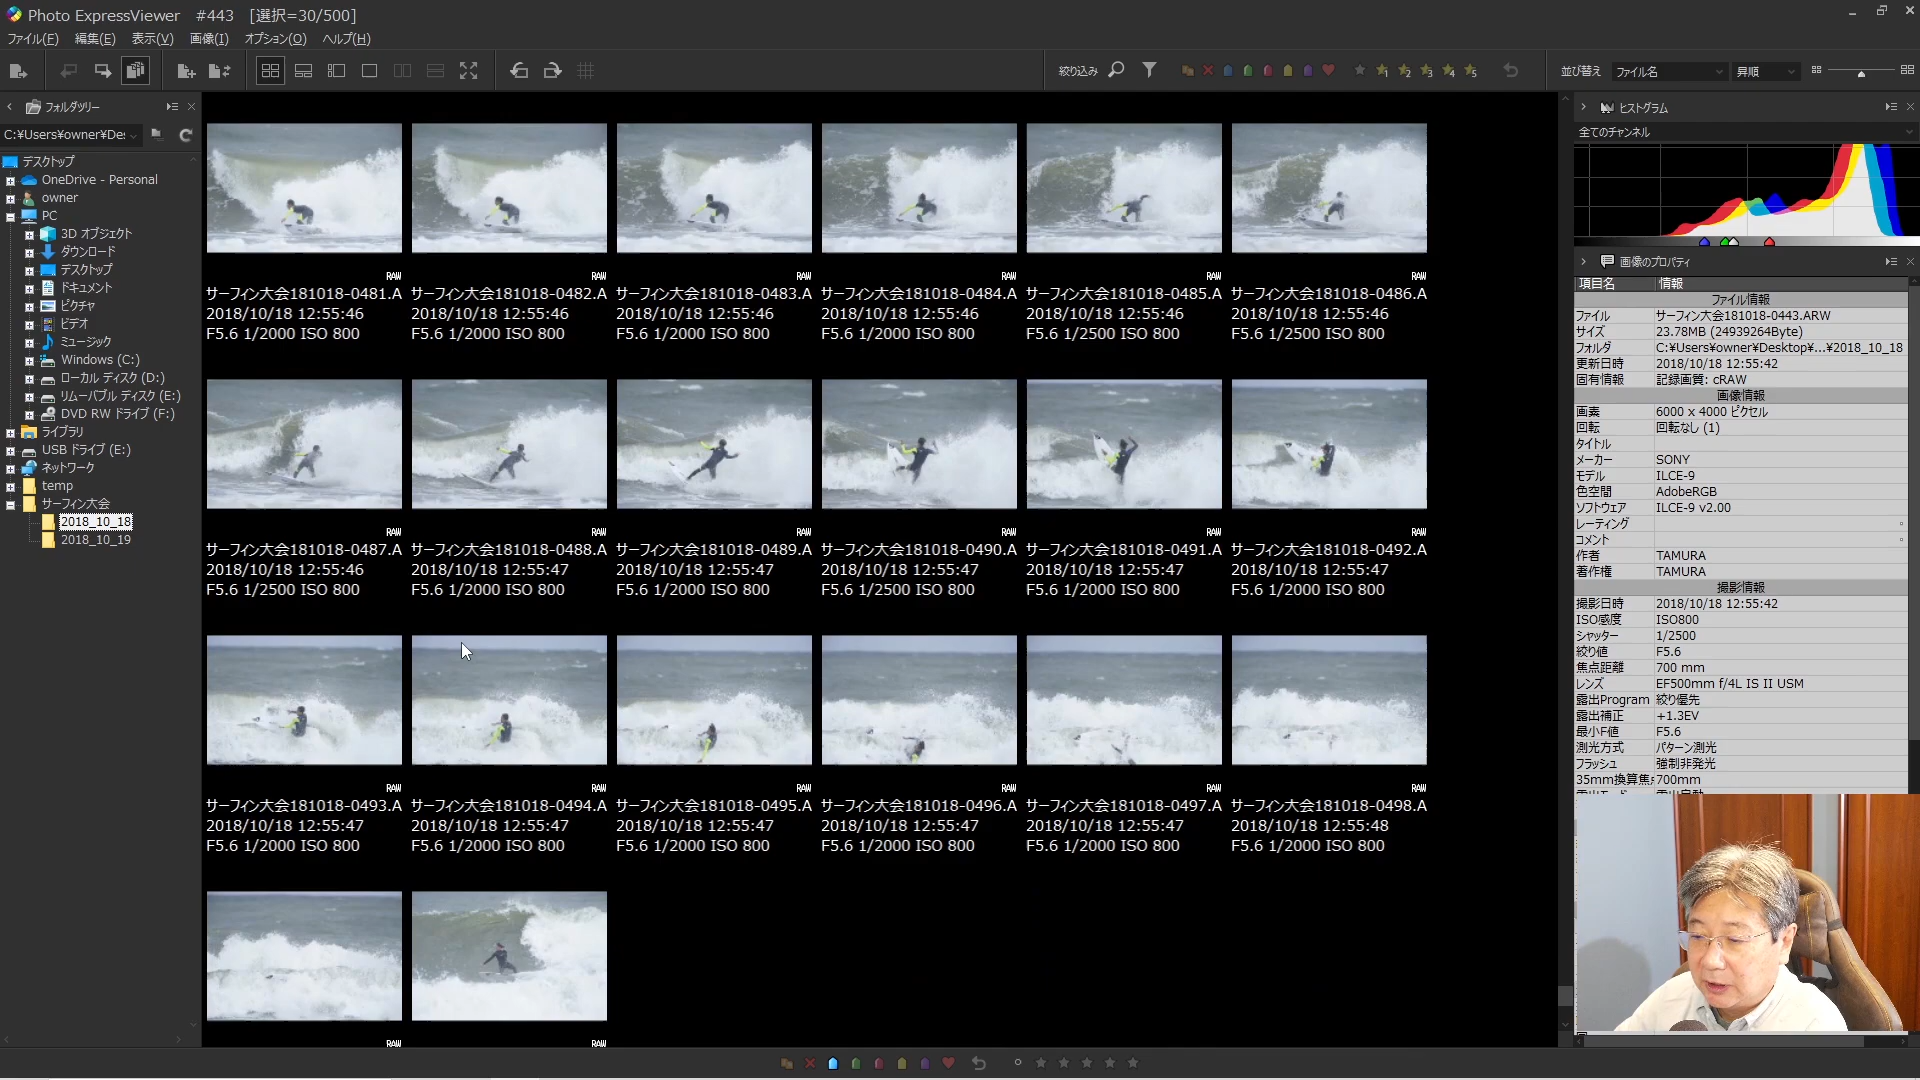 Photo ExpressViewer #443 [選択=30/500]
ファイル(F) 編集(E) 表示(V) 画像(I) オプション(O) ヘルプ(H)
絞り込み 並び替え ファイル名 昇順
フォルダツリー
C:¥Users¥owner¥De
デスクトップ
OneDrive - Personal
owner
PC
3D オブジェクト
ダウンロード
デスクトップ
ドキュメント
ピクチャ
ビデオ
ミュージック
Windows (C:)
ローカル ディスク (D:)
リムーバブル ディスク (E:)
DVD RW ドライブ (F:)
ライブラリ
USB ドライブ (E:)
ネットワーク
temp
サーフィン大会
2018_10_18
2018_10_19
RAW RAW RAW RAW RAW RAW
サーフィン大会181018-0481.A サーフィン大会181018-0482.A サーフィン大会181018-0483.A サーフィン大会181018-0484.A サーフィン大会181018-0485.A サーフィン大会181018-0486.A
2018/10/18 12:55:46 2018/10/18 12:55:46 2018/10/18 12:55:46 2018/10/18 12:55:46 2018/10/18 12:55:46 2018/10/18 12:55:46
F5.6 1/2000 ISO 800 F5.6 1/2000 ISO 800 F5.6 1/2000 ISO 800 F5.6 1/2000 ISO 800 F5.6 1/2500 ISO 800 F5.6 1/2500 ISO 800
RAW RAW RAW RAW RAW RAW
サーフィン大会181018-0487.A サーフィン大会181018-0488.A サーフィン大会181018-0489.A サーフィン大会181018-0490.A サーフィン大会181018-0491.A サーフィン大会181018-0492.A
2018/10/18 12:55:46 2018/10/18 12:55:47 2018/10/18 12:55:47 2018/10/18 12:55:47 2018/10/18 12:55:47 2018/10/18 12:55:47
F5.6 1/2500 ISO 800 F5.6 1/2000 ISO 800 F5.6 1/2000 ISO 800 F5.6 1/2500 ISO 800 F5.6 1/2000 ISO 800 F5.6 1/2000 ISO 800
RAW RAW RAW RAW RAW RAW
サーフィン大会181018-0493.A サーフィン大会181018-0494.A サーフィン大会181018-0495.A サーフィン大会181018-0496.A サーフィン大会181018-0497.A サーフィン大会181018-0498.A
2018/10/18 12:55:47 2018/10/18 12:55:47 2018/10/18 12:55:47 2018/10/18 12:55:47 2018/10/18 12:55:47 2018/10/18 12:55:48
F5.6 1/2000 ISO 800 F5.6 1/2000 ISO 800 F5.6 1/2000 ISO 800 F5.6 1/2000 ISO 800 F5.6 1/2000 ISO 800 F5.6 1/2000 ISO 800
RAW RAW
ヒストグラム
全てのチャンネル
画像のプロパティ
項目名 情報
ファイル情報
ファイル サーフィン大会181018-0443.ARW
サイズ 23.78MB (24939264Byte)
フォルダ C:¥Users¥owner¥Desktop¥...¥2018_10_18
更新日時 2018/10/18 12:55:42
固有情報 記録画質: cRAW
画像情報
画素 6000 x 4000 ピクセル
回転 回転なし (1)
タイトル
メーカー SONY
モデル ILCE-9
色空間 AdobeRGB
ソフトウェア ILCE-9 v2.00
レーティング
コメント
作者 TAMURA
著作権 TAMURA
撮影情報
撮影日時 2018/10/18 12:55:42
ISO感度 ISO800
シャッター 1/2500
絞り値 F5.6
焦点距離 700 mm
レンズ EF500mm f/4L IS II USM
露出Program 絞り優先
露出補正 +1.3EV
最小F値 F5.6
測光方式 パターン測光
フラッシュ 強制非発光
35mm換算焦 700mm